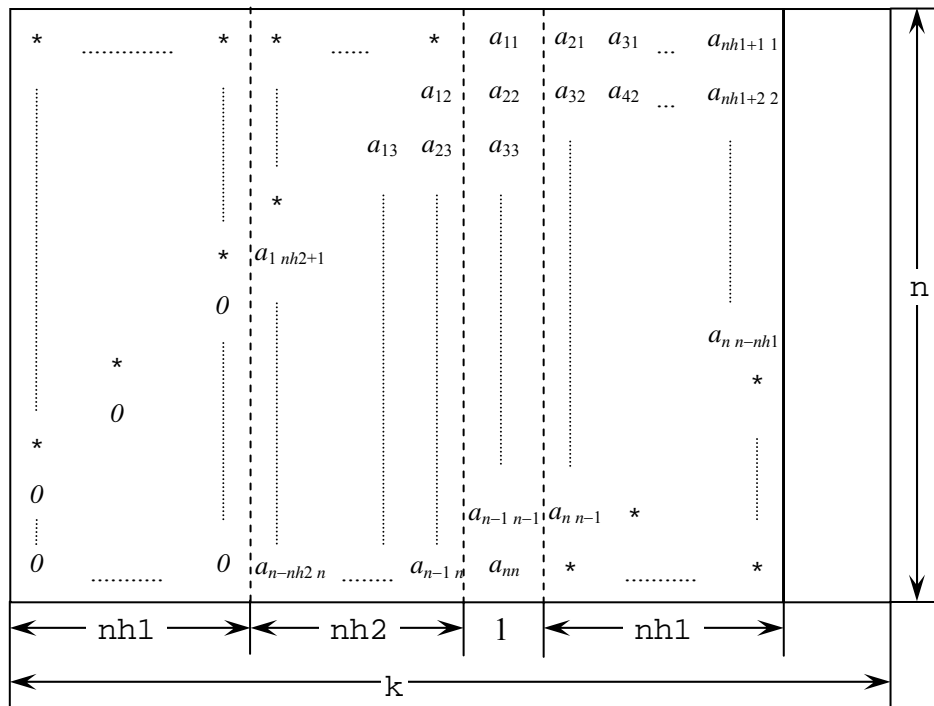 * ............. * * ...... * a11 a21 a31 ... anh1+1 1
a12 a22 a32 a42 ... anh1+2 2
a13 a23 a33
*
* a1 nh2+1
0
n
an n−nh1
* *
0
*
0
an−1 n−1 an n−1 *
0 ........... 0 an−nh2 n ........ an−1 n ann * ........... *
nh1 nh2 1 nh1
k